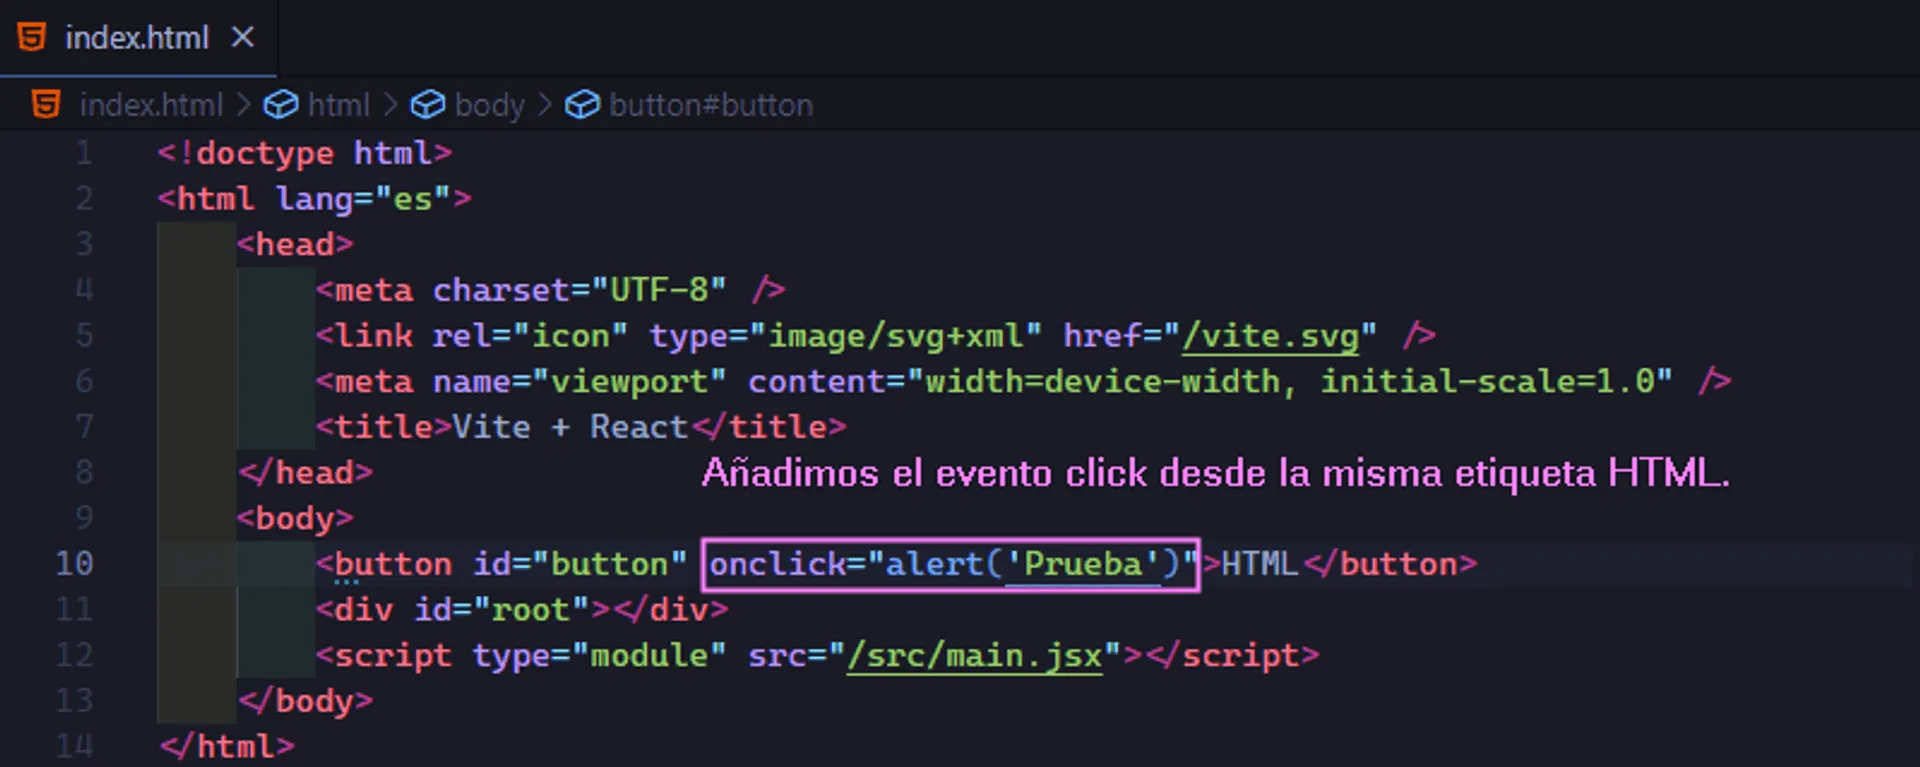 index.html
index.html > html > body > button#button
1 <!doctype html>
2 <html lang="es">
3 <head>
4 <meta charset="UTF-8" />
5 <link rel="icon" type="image/svg+xml" href="/vite.svg" />
6 <meta name="viewport" content="width=device-width, initial-scale=1.0" />
7 <title>Vite + React</title>
8 </head>
Añadimos el evento click desde la misma etiqueta HTML.
9 <body>
10 <button id="button" onclick="alert('Prueba')">HTML</button>
11 <div id="root"></div>
12 <script type="module" src="/src/main.jsx"></script>
13 </body>
14 </html>